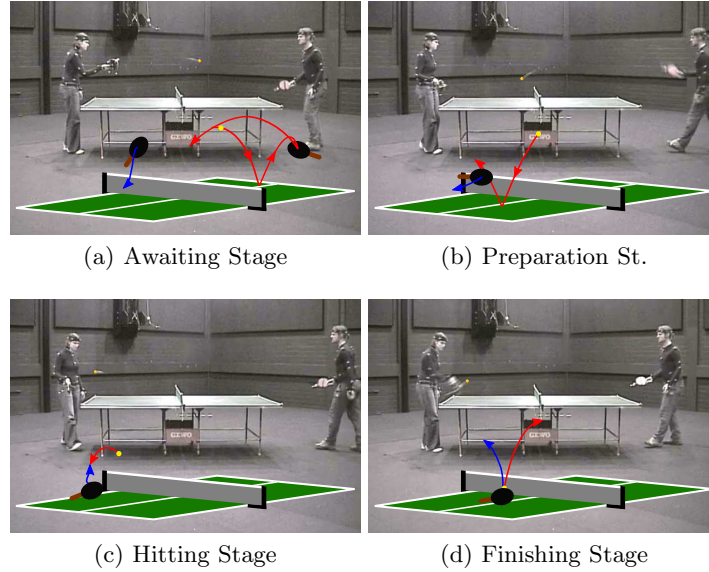 (a) Awaiting Stage
(b) Preparation St.
(c) Hitting Stage
(d) Finishing Stage